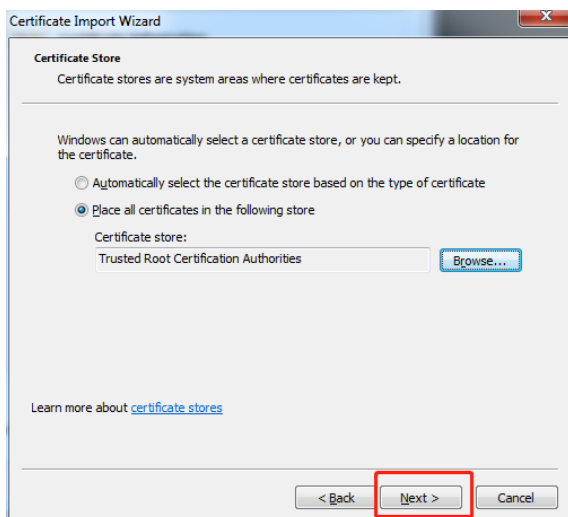 Certificate Import Wizard
x
Certificate Store
Certificate stores are system areas where certificates are kept.
Windows can automatically select a certificate store, or you can specify a location for
the certificate.
Automatically select the certificate store based on the type of certificate
Place all certificates in the following store
Certificate store:
Trusted Root Certification Authorities
Browse...
Learn more about certificate stores
< Back
Next >
Cancel